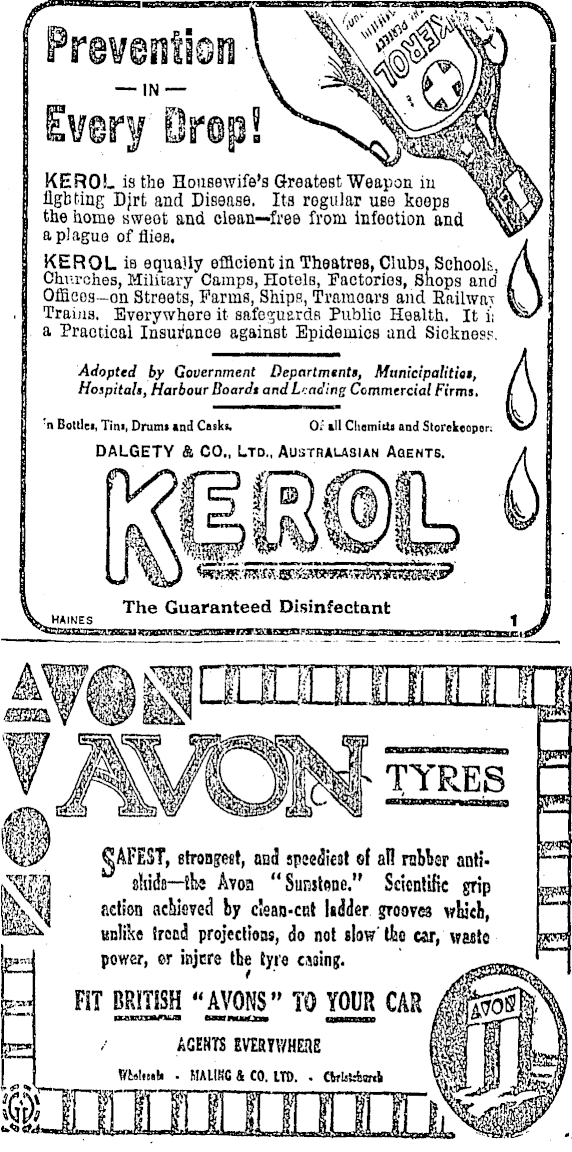 Prevention
— IN —
Every Drop!
THE PERFECT
KEROL
KEROL is the Housewife's Greatest Weapon in
fighting Dirt and Disease. Its regular use keeps
the home sweet and clean—free from infection and
a plague of flies.
KEROL is equally efficient in Theatres, Clubs, Schools,
Churches, Military Camps, Hotels, Factories, Shops and
Offices—on Streets, Farms, Ships, Tramcars and Railway
Trains. Everywhere it safeguards Public Health. It i
a Practical Insurance against Epidemics and Sickness.
Adopted by Government Departments, Municipalities,
Hospitals, Harbour Boards and Leading Commercial Firms.
'n Bottles, Tins, Drums and Casks. Of all Chemists and Storekeeper:
DALGETY & CO., LTD., AUSTRALASIAN AGENTS.
KEROL
The Guaranteed Disinfectant
HAINES 1
AVON
AVON TYRES
SAFEST, strongest, and speediest of all rubber anti-
skids—the Avon "Sunstone." Scientific grip
action achieved by clean-cut ladder grooves which,
unlike tread projections, do not slow the car, waste
power, or injure the tyre casing.
FIT BRITISH "AVONS" TO YOUR CAR
AGENTS EVERYWHERE
Wholesale - MALING & CO. LTD. - Christchurch
AVON